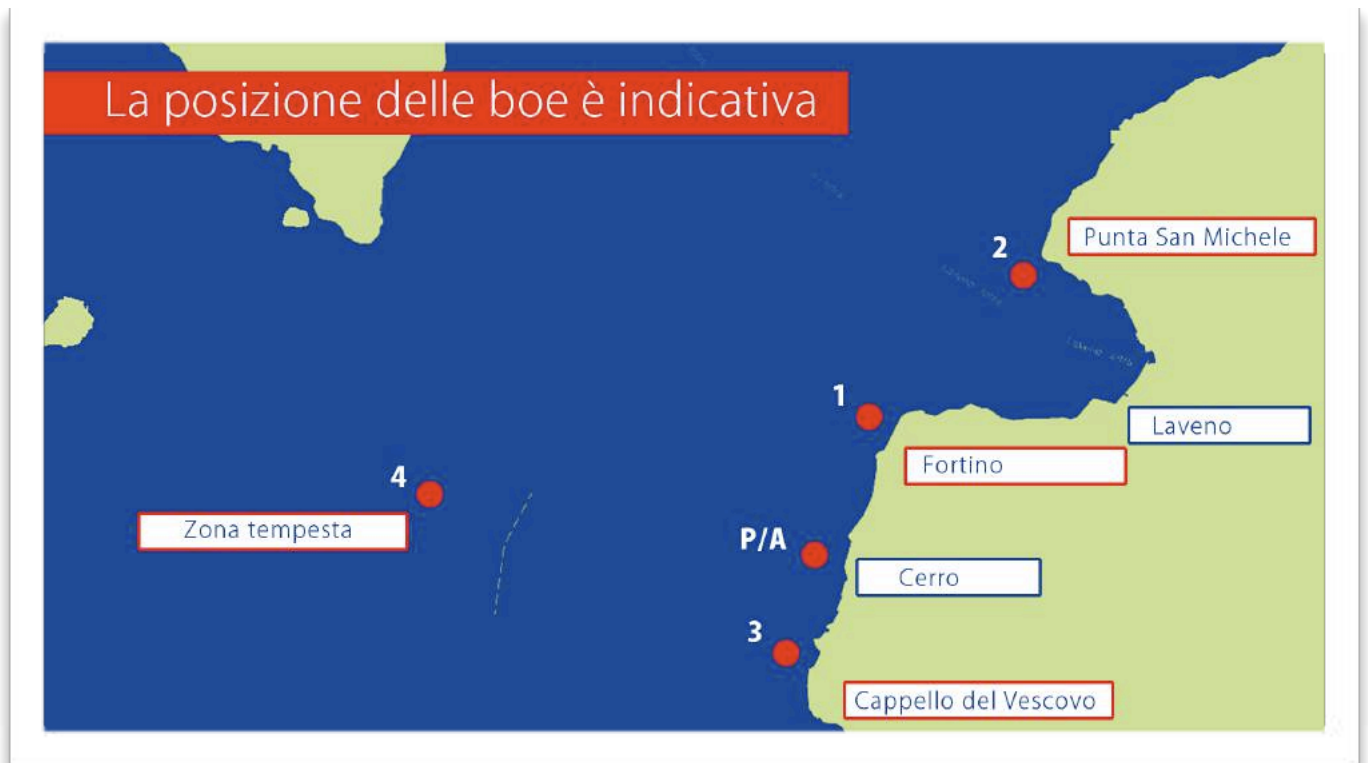 La posizione delle boe è indicativa
2
Punta San Michele
1
Laveno
Fortino
4
Zona tempesta
P/A
Cerro
3
Cappello del Vescovo